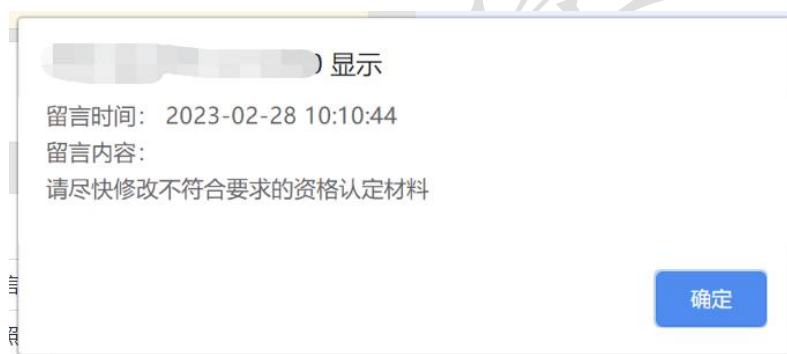 显示
留言时间： 2023-02-28 10:10:44
留言内容：
请尽快修改不符合要求的资格认定材料
确定